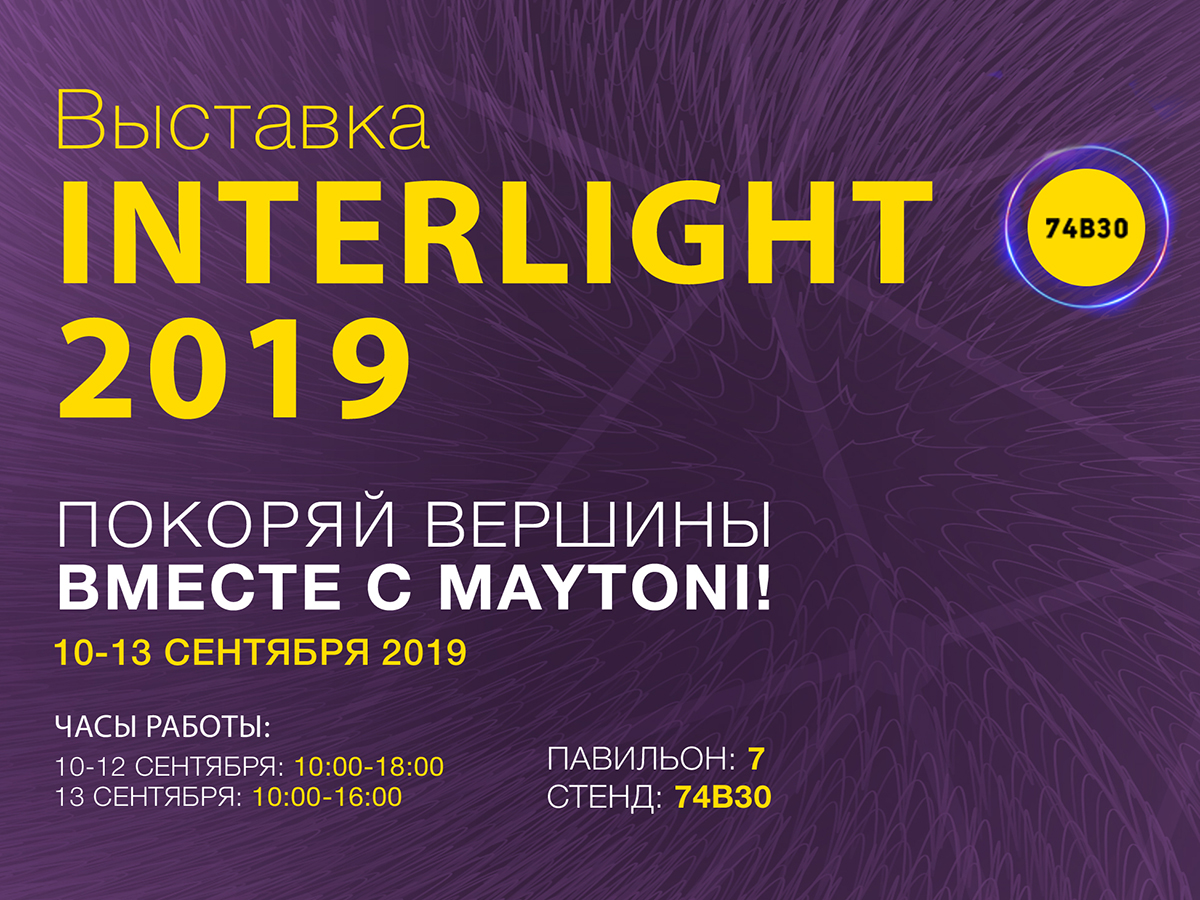 Выставка
INTERLIGHT
74B30
2019
ПОКОРЯЙ ВЕРШИНЫ
ВМЕСТЕ С MAYTONI!
10-13 СЕНТЯБРЯ 2019
ЧАСЫ РАБОТЫ:
10-12 СЕНТЯБРЯ: 10:00-18:00
13 СЕНТЯБРЯ: 10:00-16:00
ПАВИЛЬОН: 7
СТЕНД: 74B30